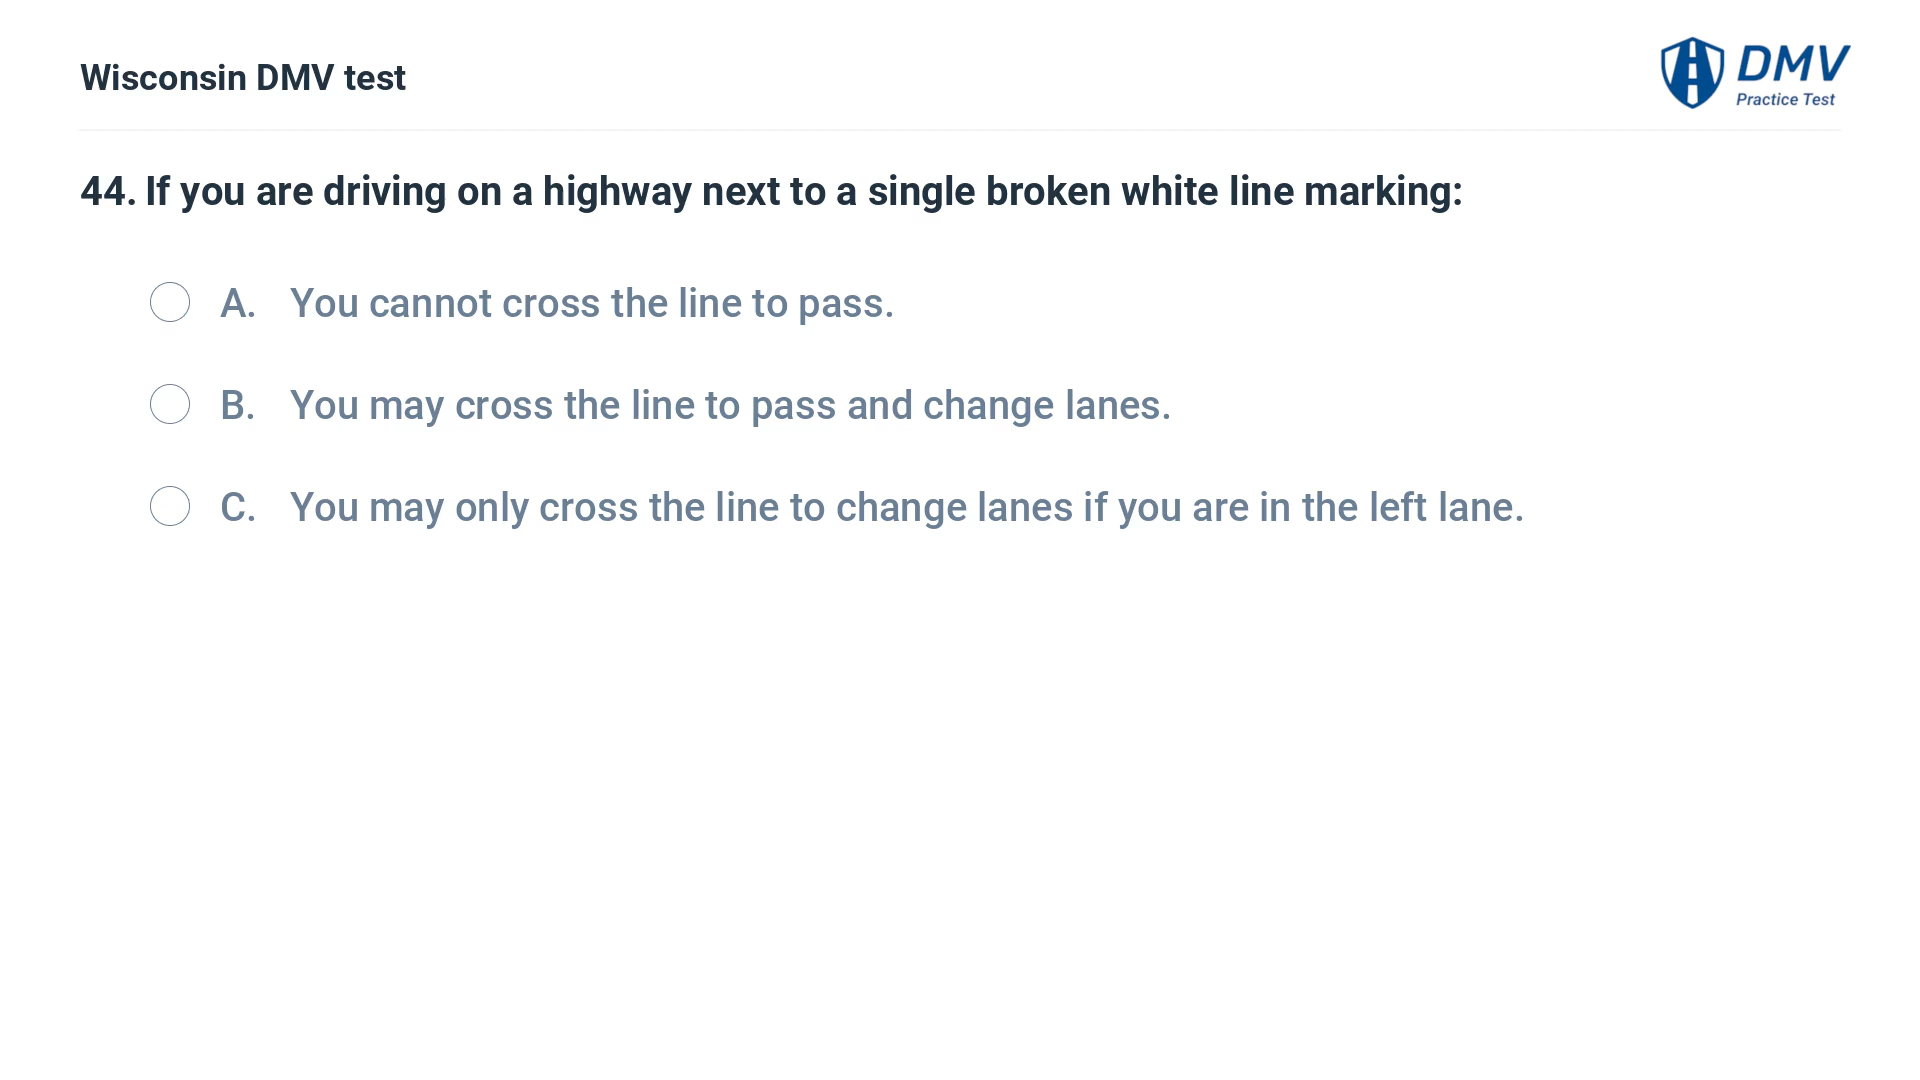 Wisconsin DMV test
DMV
Practice Test
44. If you are driving on a highway next to a single broken white line marking:
A. You cannot cross the line to pass.
B. You may cross the line to pass and change lanes.
C. You may only cross the line to change lanes if you are in the left lane.